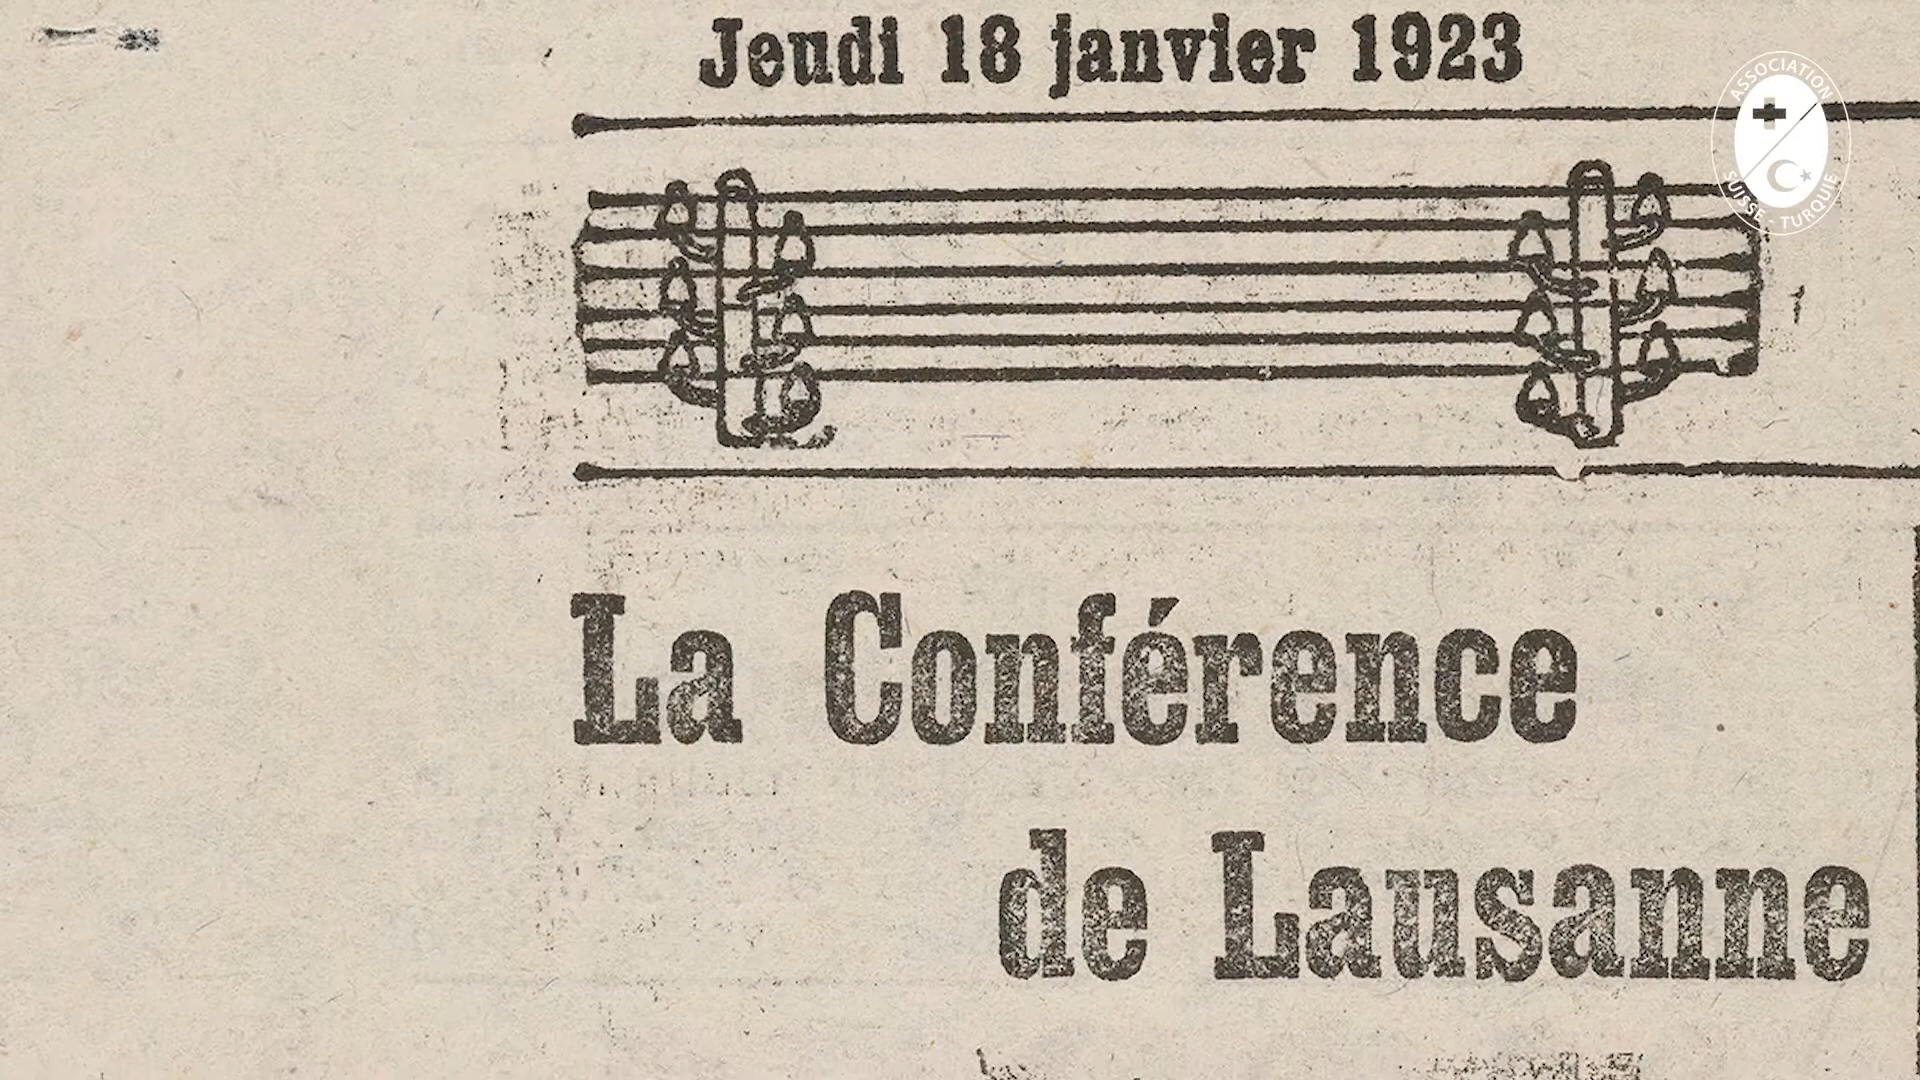 Jeudi 18 janvier 1923
ASSOCIATION
SUISSE - TURQUIE
La Conférence
de Lausanne